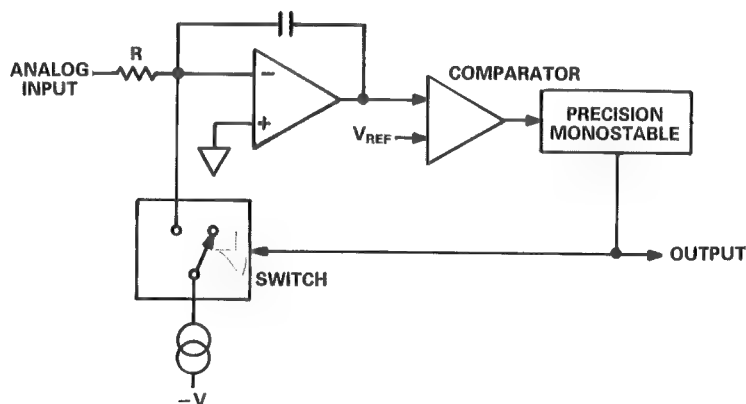 R
ANALOG
INPUT
−
+
COMPARATOR
VREF
PRECISION
MONOSTABLE
SWITCH
OUTPUT
−V